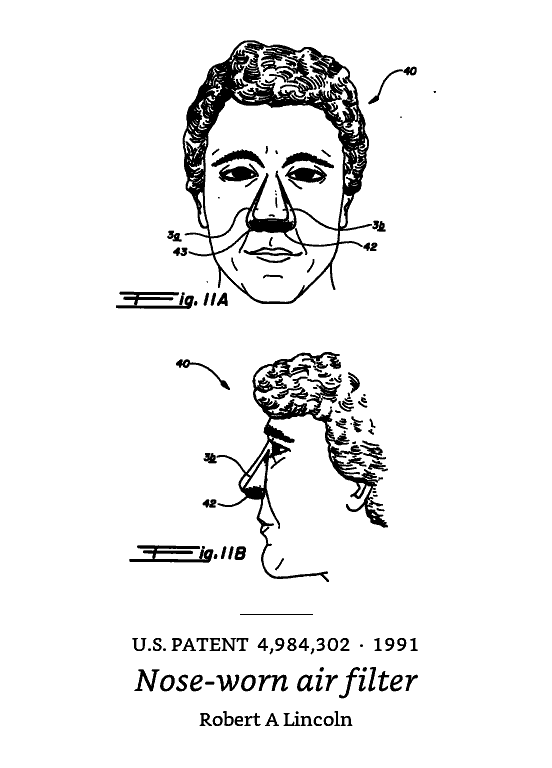 40
3a
3b
43
42
Fig. 11A
40
3b
42
Fig. 11B
U.S. PATENT 4,984,302 · 1991
Nose-worn air filter
Robert A Lincoln